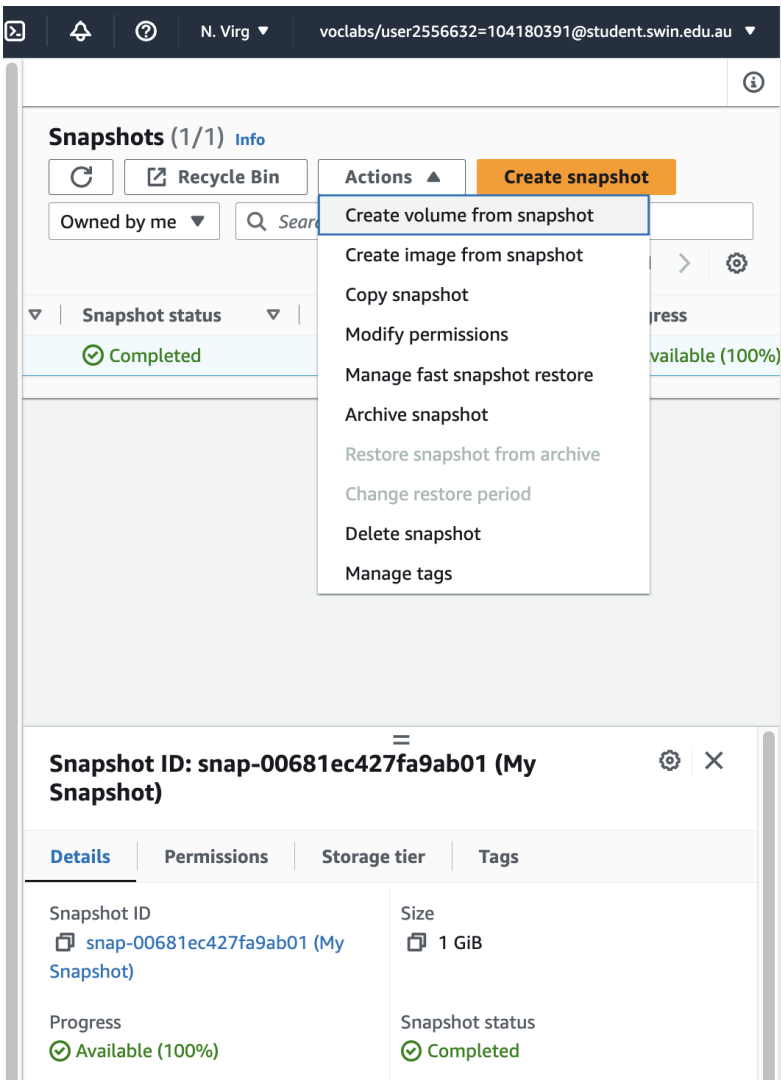 N. Virg voclabs/user2556632=104180391@student.swin.edu.au
Snapshots (1/1) Info
Recycle Bin Actions Create snapshot
Owned by me Sear
Create volume from snapshot
Create image from snapshot
Copy snapshot
Modify permissions
Manage fast snapshot restore
Archive snapshot
Restore snapshot from archive
Change restore period
Delete snapshot
Manage tags
Snapshot status gress
Completed vailable (100%)
Snapshot ID: snap-00681ec427fa9ab01 (My
Snapshot)
Details Permissions Storage tier Tags
Snapshot ID Size
snap-00681ec427fa9ab01 (My 1 GiB
Snapshot)
Progress Snapshot status
Available (100%) Completed